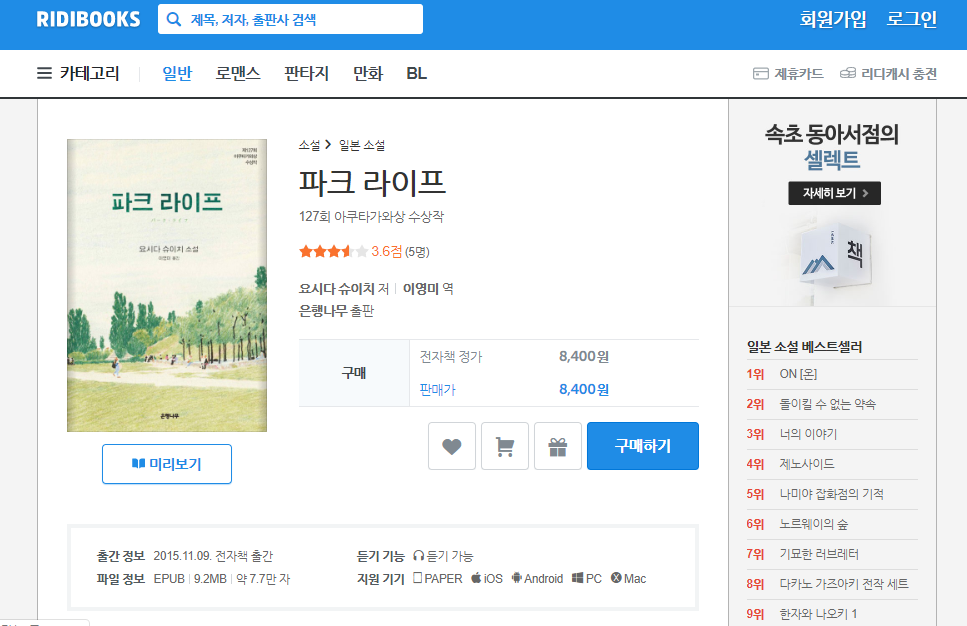 RIDIBOOKS
제목, 저자, 출판사 검색
회원가입 로그인
카테고리 일반 로맨스 판타지 만화 BL
제휴카드 리디캐시 충전
제127회
아쿠타가와상
수상작
파크 라이프
요시다 슈이치 소설
이영미 옮김
은행나무
미리보기
소설 > 일본 소설
파크 라이프
127회 아쿠타가와상 수상작
3.6점 (5명)
요시다 슈이치 저 | 이영미 역
은행나무 출판
구매
전자책 정가 8,400원
판매가 8,400원
구매하기
출간 정보 2015.11.09. 전자책 출간
파일 정보 EPUB | 9.2MB | 약 7.7만 자
듣기 기능 듣기 가능
지원 기기 PAPER iOS Android PC Mac
속초 동아서점의
셀렉트
자세히 보기 >
책
일본 소설 베스트셀러
1위 ON [온]
2위 돌이킬 수 없는 약속
3위 너의 이야기
4위 제노사이드
5위 나미야 잡화점의 기적
6위 노르웨이의 숲
7위 기묘한 러브레터
8위 다카노 가즈아키 전작 세트
9위 한자와 나오키 1